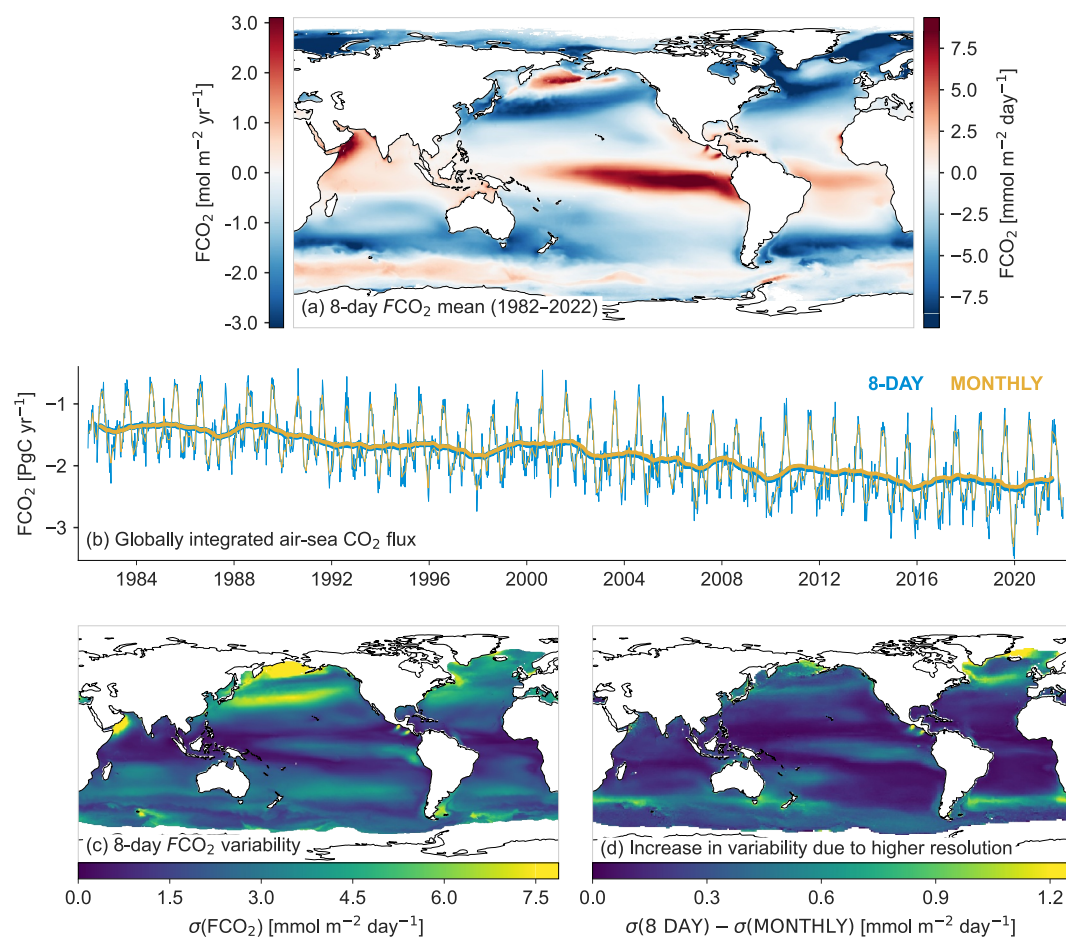 3.0
2.0
1.0
0.0
-1.0
-2.0
-3.0
FCO₂ [mol m⁻² yr⁻¹]
(a) 8-day FCO₂ mean (1982–2022)
7.5
5.0
2.5
0.0
−2.5
−5.0
−7.5
FCO₂ [mmol m⁻² day⁻¹]
8-DAY MONTHLY
−1
−2
−3
FCO₂ [PgC yr⁻¹]
(b) Globally integrated air-sea CO₂ flux
1984 1988 1992 1996 2000 2004 2008 2012 2016 2020
(c) 8-day FCO₂ variability
0.0 1.5 3.0 4.5 6.0 7.5
σ(FCO₂) [mmol m⁻² day⁻¹]
(d) Increase in variability due to higher resolution
0.0 0.3 0.6 0.9 1.2
σ(8 DAY) − σ(MONTHLY) [mmol m⁻² day⁻¹]